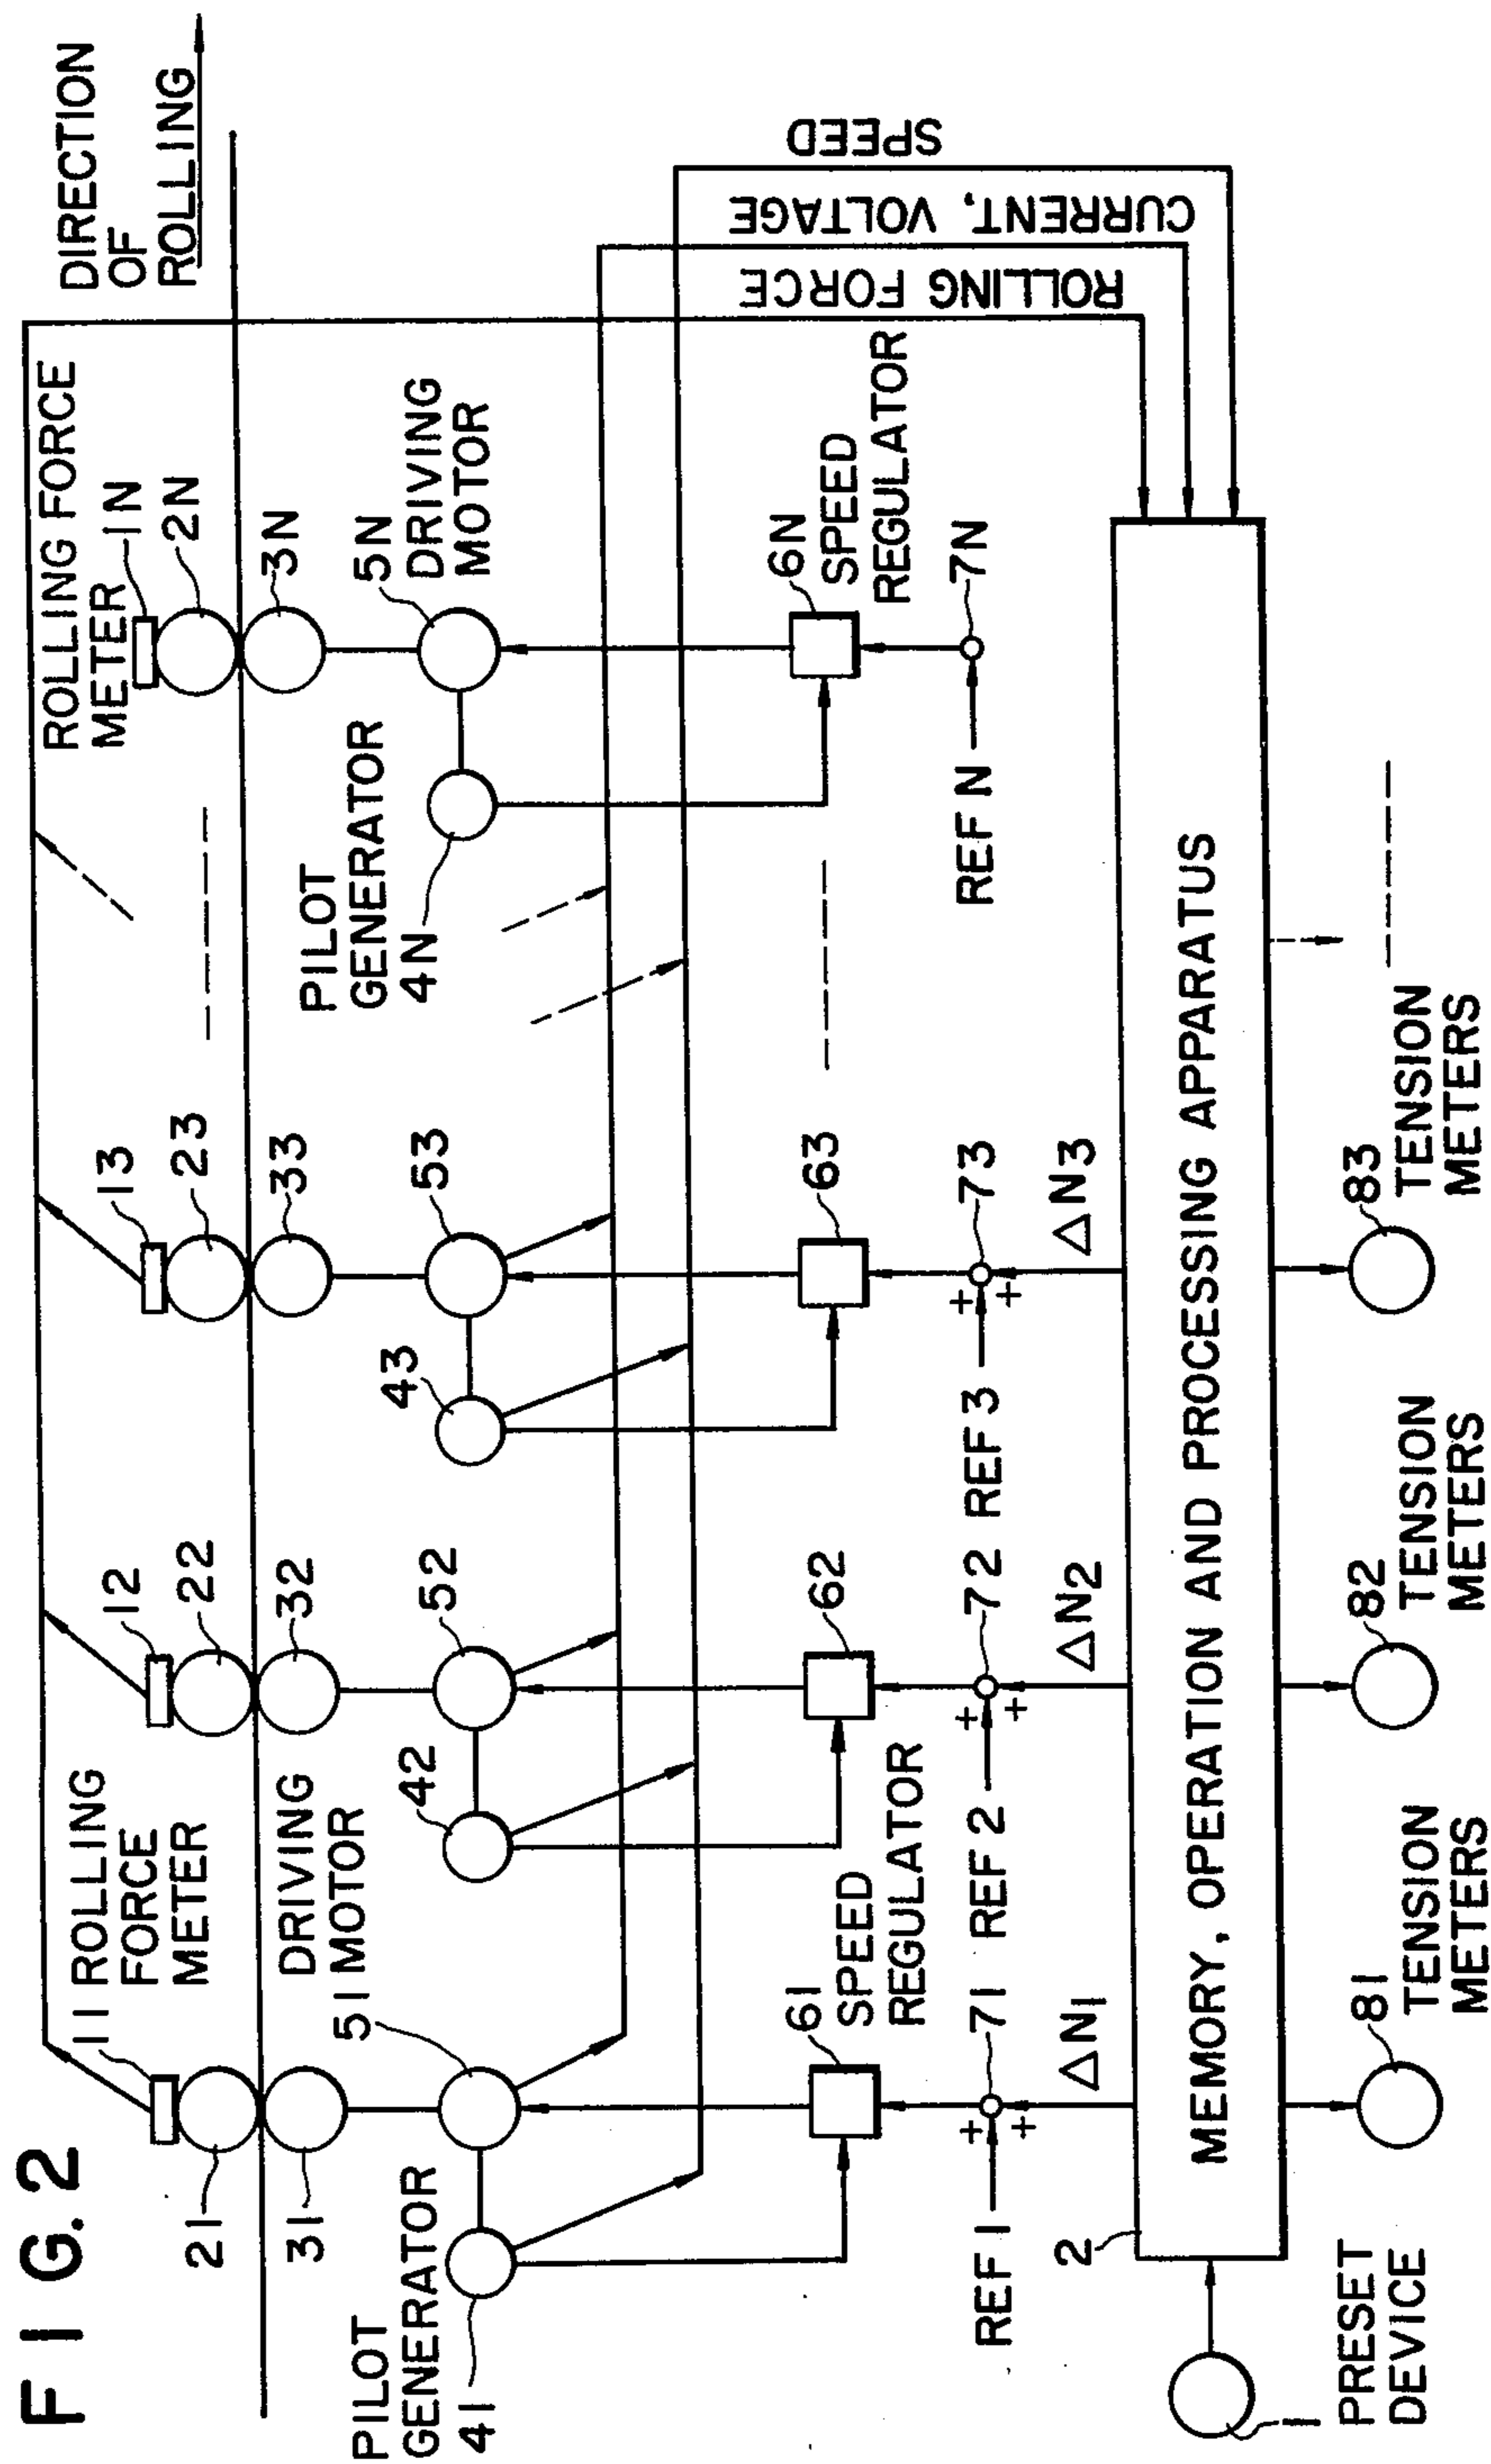 FIG. 2
DIRECTION
OF
ROLLING
11 ROLLING
FORCE
METER
12
13
ROLLING FORCE
METER
1N
21
22
23
2N
31
32
33
3N
DRIVING
MOTOR
51
52
53
5N
DRIVING
MOTOR
PILOT
GENERATOR
41
42
43
PILOT
GENERATOR
4N
61
SPEED
REGULATOR
62
63
6N
SPEED
REGULATOR
ROLLING FORCE
CURRENT, VOLTAGE
SPEED
REF 1
71
+
+
REF 2
72
+
+
REF 3
73
+
+
REF N
7N
ΔN1
ΔN2
ΔN3
2
MEMORY, OPERATION AND PROCESSING APPARATUS
1
PRESET
DEVICE
81
TENSION
METERS
82
TENSION
METERS
83
TENSION
METERS